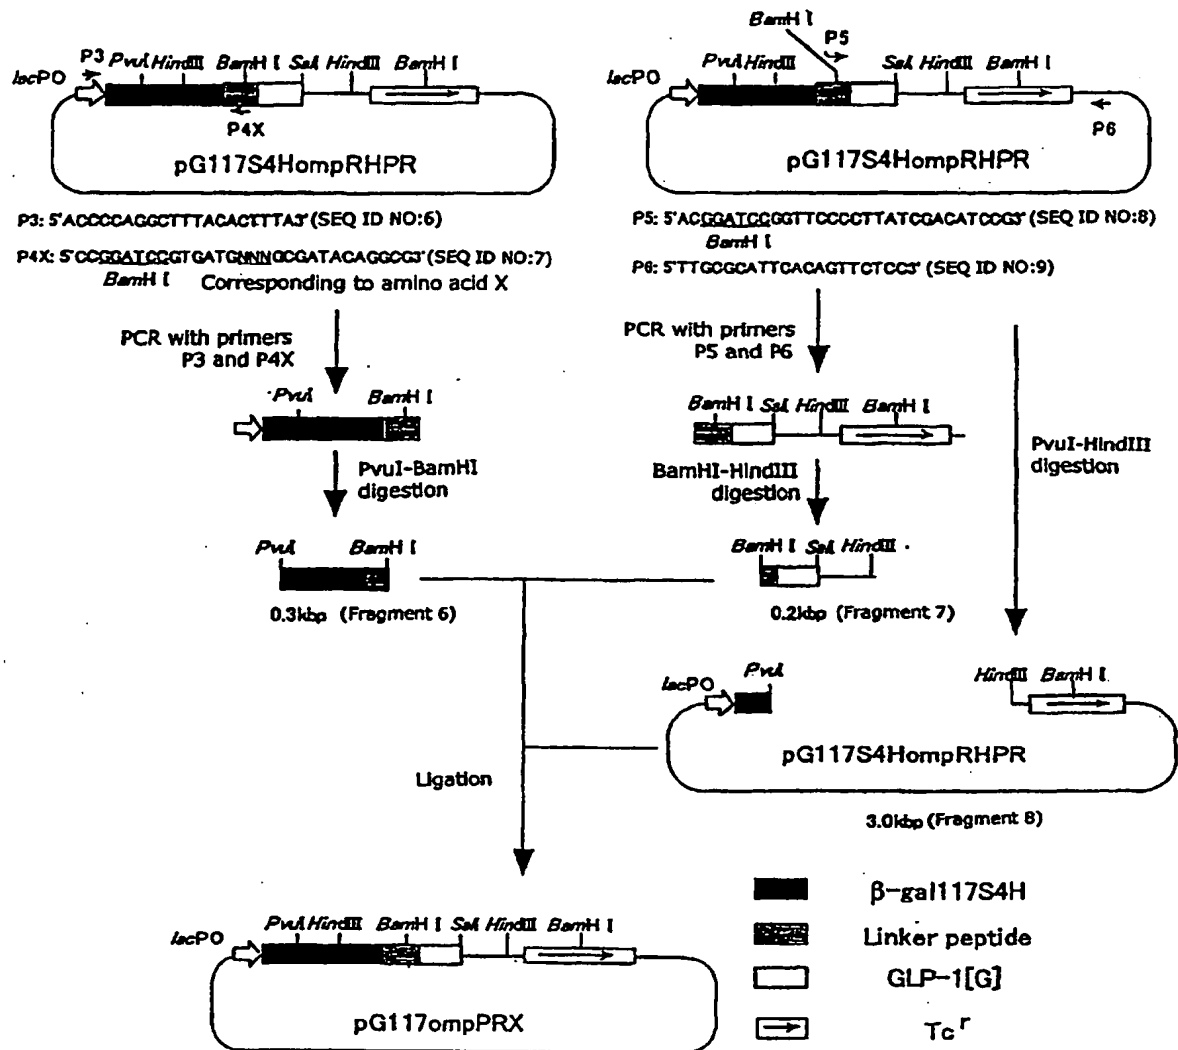 BamH I
P3
PvuI HindIII BamH I SalI HindIII BamH I
lacPO
P4X
pG117S4HompRHPR
P5
PvuI HindIII SalI HindIII BamH I
lacPO
P6
pG117S4HompRHPR
P3: 5'ACCCCAGGCTTTACACTTTA3' (SEQ ID NO:6)
P4X: 5'CCGGATCCGTGATGNNNGCGATACAGGCG3' (SEQ ID NO:7)
BamH I Corresponding to amino acid X
P5: 5'ACGGATCCGGTTCCCCTTATCGACATCCG3' (SEQ ID NO:8)
BamH I
P6: 5'TTGCGCATTCACAGTTCTCC3' (SEQ ID NO:9)
PCR with primers
P3 and P4X
PCR with primers
P5 and P6
PvuI BamH I
BamH I SalI HindIII BamH I
PvuI-BamHI
digestion
BamHI-HindIII
digestion
PvuI-HindIII
digestion
PvuI BamH I
0.3kbp (Fragment 6)
BamH I SalI HindIII
0.2kbp (Fragment 7)
lacPO PvuI HindIII BamH I
pG117S4HompRHPR
3.0kbp (Fragment 8)
Ligation
PvuI HindIII BamH I SalI HindIII BamH I
lacPO
pG117ompPRX
β-gal117S4H
Linker peptide
GLP-1[G]
Tc r